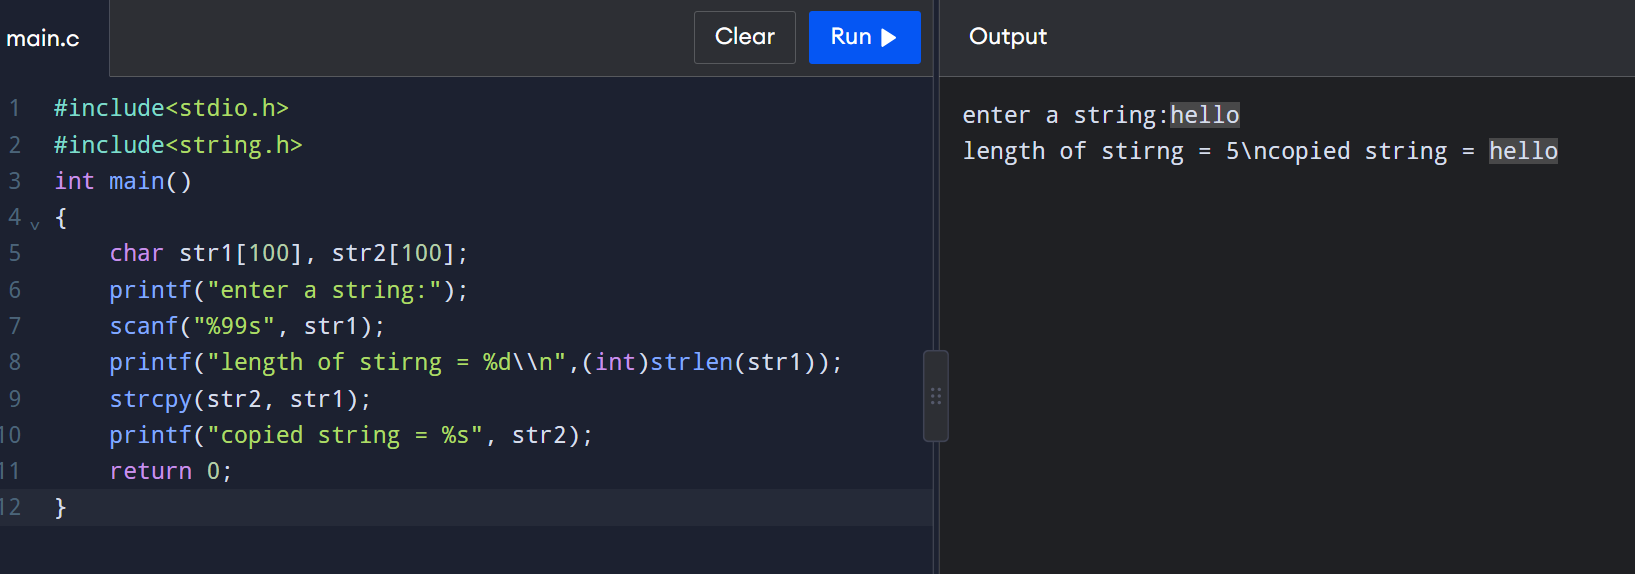 main.c
Clear
Run
Output
1 #include<stdio.h>
2 #include<string.h>
3 int main()
4 {
5     char str1[100], str2[100];
6     printf("enter a string:");
7     scanf("%99s", str1);
8     printf("length of stirng = %d\\n",(int)strlen(str1));
9     strcpy(str2, str1);
10     printf("copied string = %s", str2);
11     return 0;
12 }
enter a string:hello
length of stirng = 5\ncopied string = hello